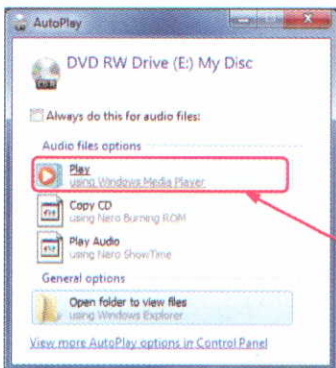 AutoPlay
DVD RW Drive (E:) My Disc
Always do this for audio files:
Audio files options
Play
using Windows Media Player
Copy CD
using Nero Burning ROM
Play Audio
using Nero ShowTime
General options
Open folder to view files
using Windows Explorer
View more AutoPlay options in Control Panel